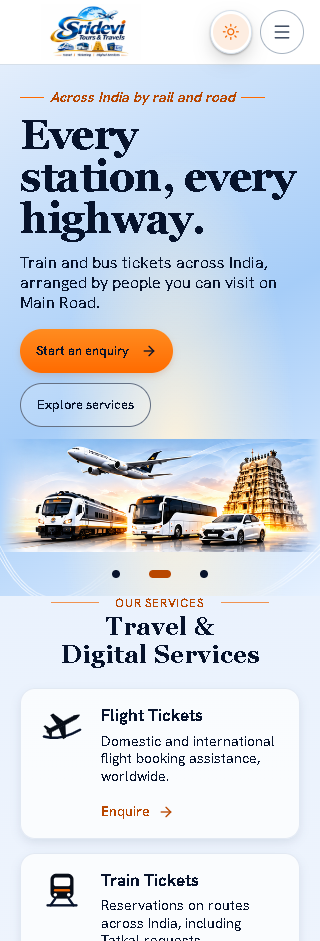 Sridevi
Tours & Travels
Across India by rail and road
Every
station, every
highway.
Train and bus tickets across India,
arranged by people you can visit on
Main Road.
Start an enquiry
Explore services
OUR SERVICES
Travel &
Digital Services
Flight Tickets
Domestic and international
flight booking assistance,
worldwide.
Enquire
Train Tickets
Reservations on routes
across India, including
Tatkal requests